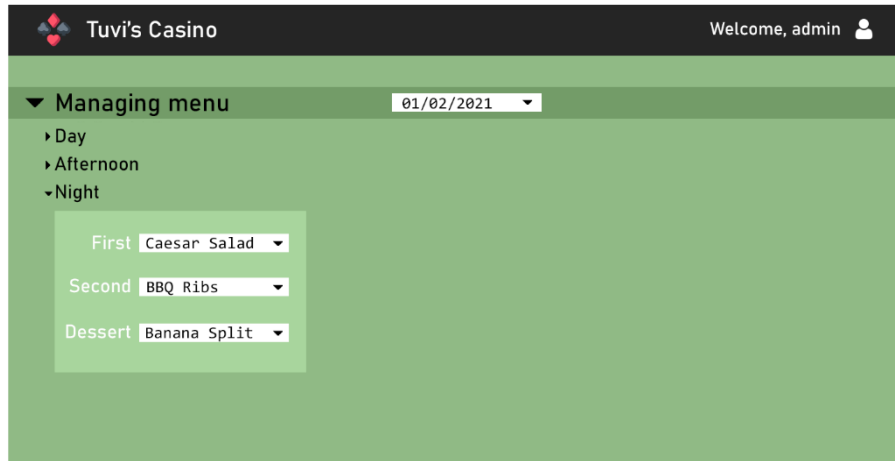 Tuvi's Casino Welcome, admin
Managing menu 01/02/2021
Day
Afternoon
Night
First Caesar Salad
Second BBQ Ribs
Dessert Banana Split